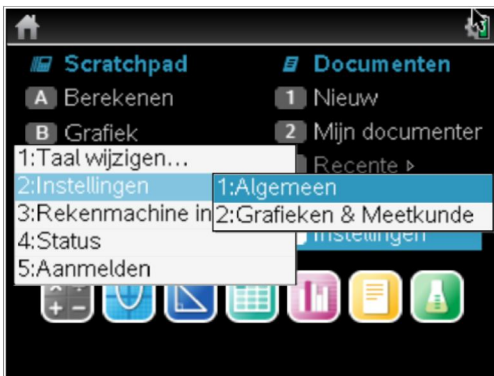 Scratchpad
Documenten
A Berekenen
1 Nieuw
B Grafiek
2 Mijn documenten
1:Taal wijzigen...
Recente ▹
2:Instellingen
1:Algemeen
3:Rekenmachine in
2:Grafieken & Meetkunde
4:Status
Instellingen
5:Aanmelden